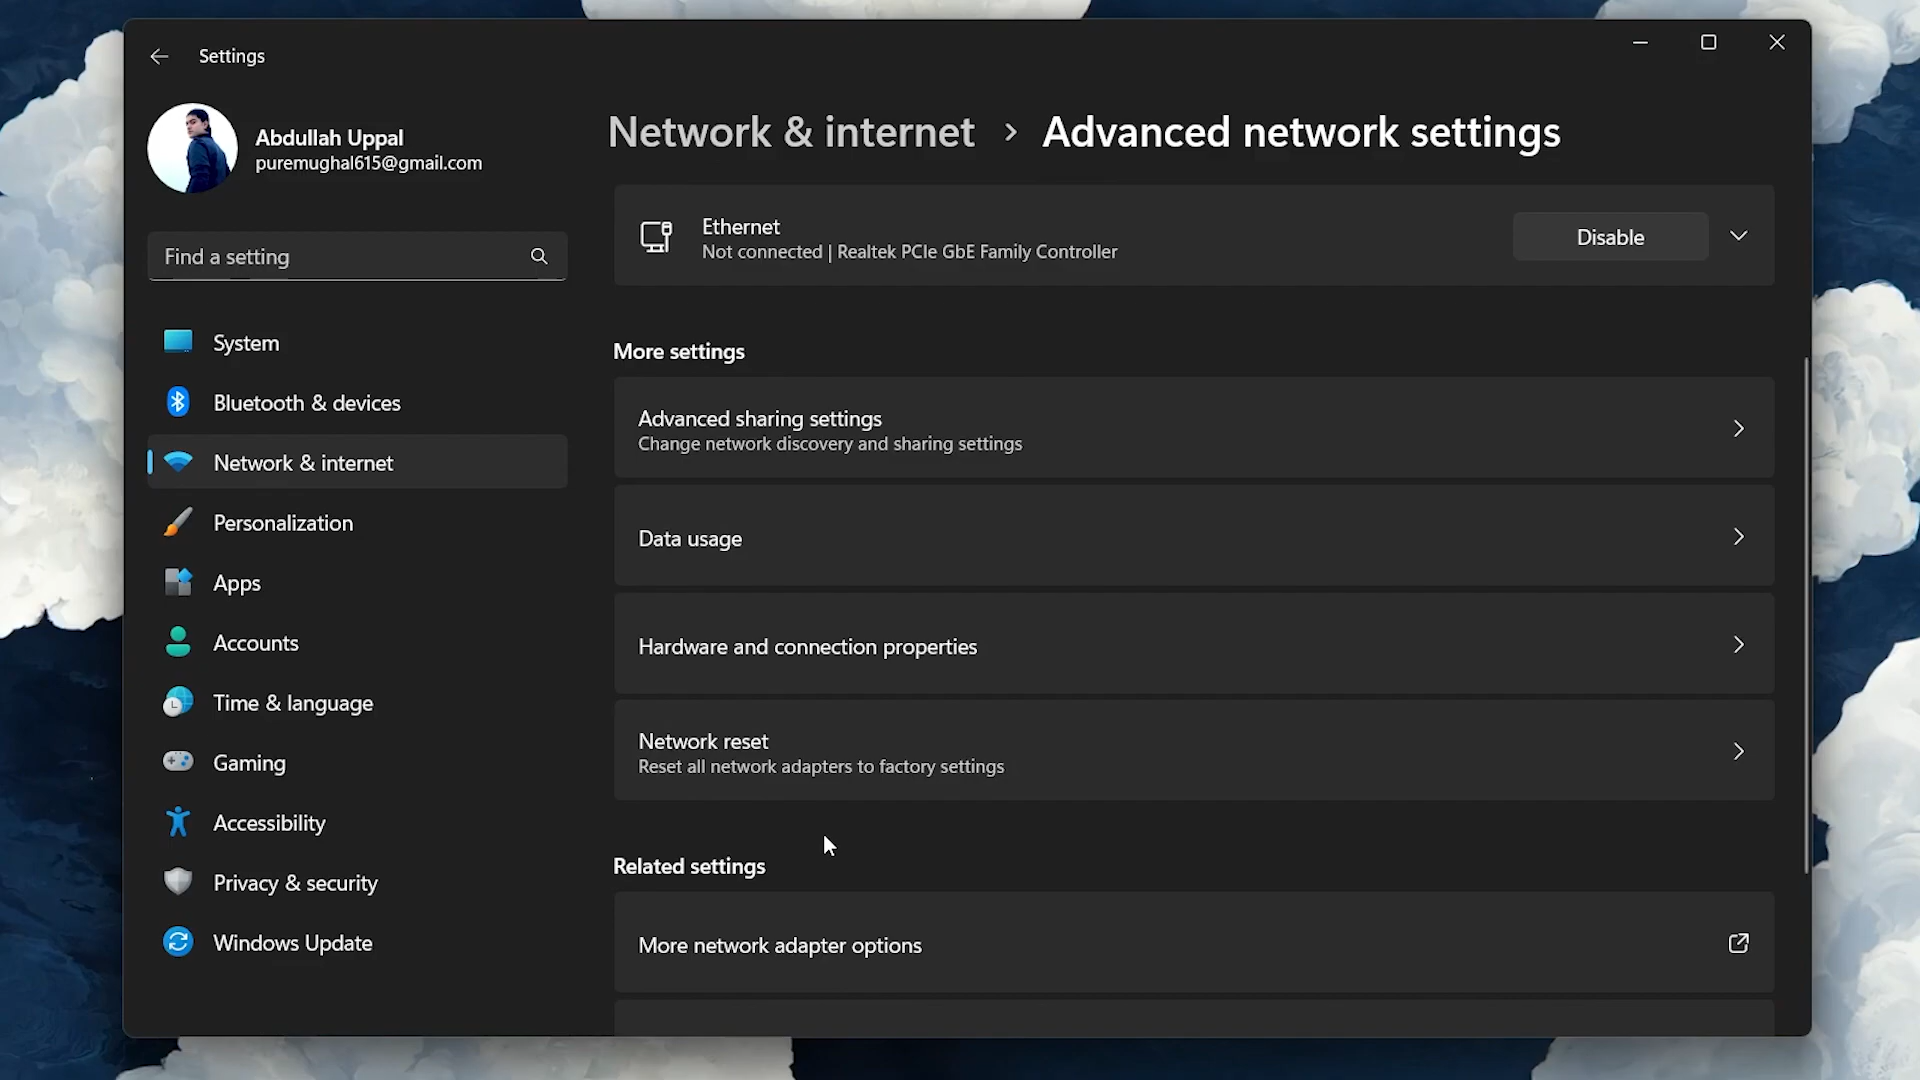 Settings
Abdullah Uppal
puremughal615@gmail.com
Find a setting
System
Bluetooth & devices
Network & internet
Personalization
Apps
Accounts
Time & language
Gaming
Accessibility
Privacy & security
Windows Update
Network & internet > Advanced network settings
Ethernet
Not connected | Realtek PCIe GbE Family Controller
Disable
More settings
Advanced sharing settings
Change network discovery and sharing settings
Data usage
Hardware and connection properties
Network reset
Reset all network adapters to factory settings
Related settings
More network adapter options